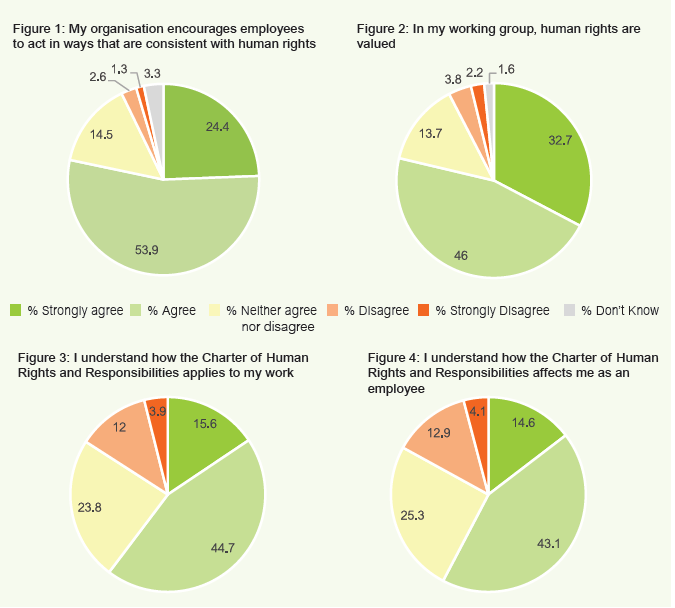 Figure 1: My organisation encourages employees
to act in ways that are consistent with human rights
Figure 2: In my working group, human rights are
valued
2.6
1.3
3.3
24.4
14.5
53.9
3.8
2.2
1.6
32.7
13.7
46
% Strongly agree
% Agree
% Neither agree
nor disagree
% Disagree
% Strongly Disagree
% Don't Know
Figure 3: I understand how the Charter of Human
Rights and Responsibilities applies to my work
Figure 4: I understand how the Charter of Human
Rights and Responsibilities affects me as an
employee
3.9
15.6
12
23.8
44.7
4.1
14.6
12.9
25.3
43.1